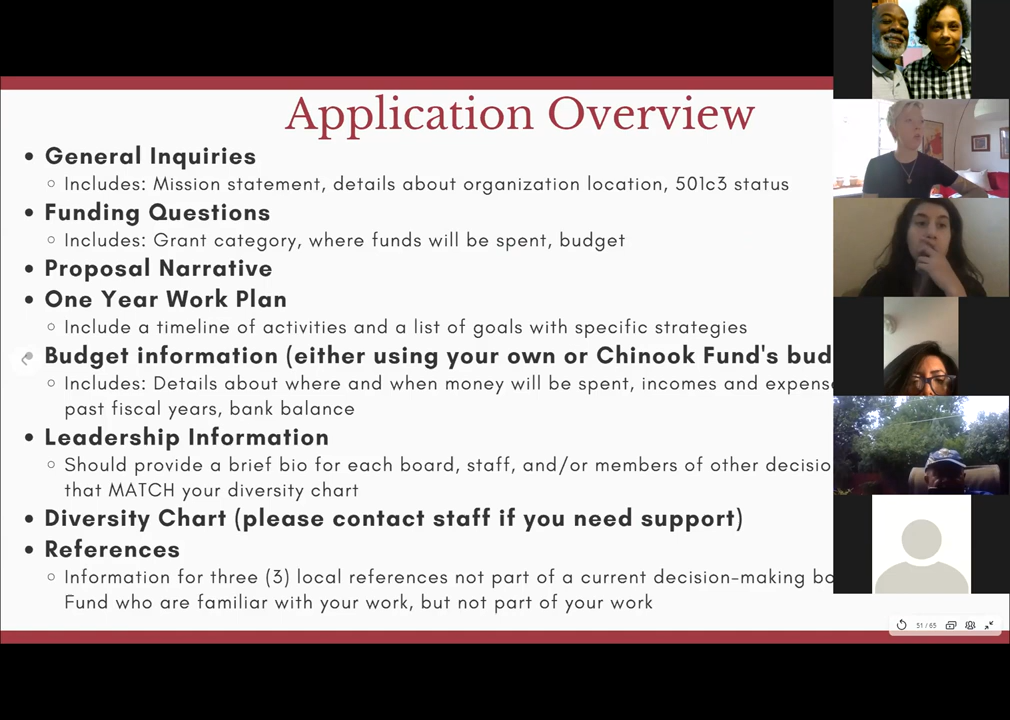 Application Overview
• General Inquiries
◦ Includes: Mission statement, details about organization location, 501c3 status
• Funding Questions
◦ Includes: Grant category, where funds will be spent, budget
• Proposal Narrative
• One Year Work Plan
◦ Include a timeline of activities and a list of goals with specific strategies
• Budget information (either using your own or Chinook Fund's bud
◦ Includes: Details about where and when money will be spent, incomes and expens
past fiscal years, bank balance
• Leadership Information
◦ Should provide a brief bio for each board, staff, and/or members of other decisio
that MATCH your diversity chart
• Diversity Chart (please contact staff if you need support)
• References
◦ Information for three (3) local references not part of a current decision-making bo
Fund who are familiar with your work, but not part of your work
51 / 65